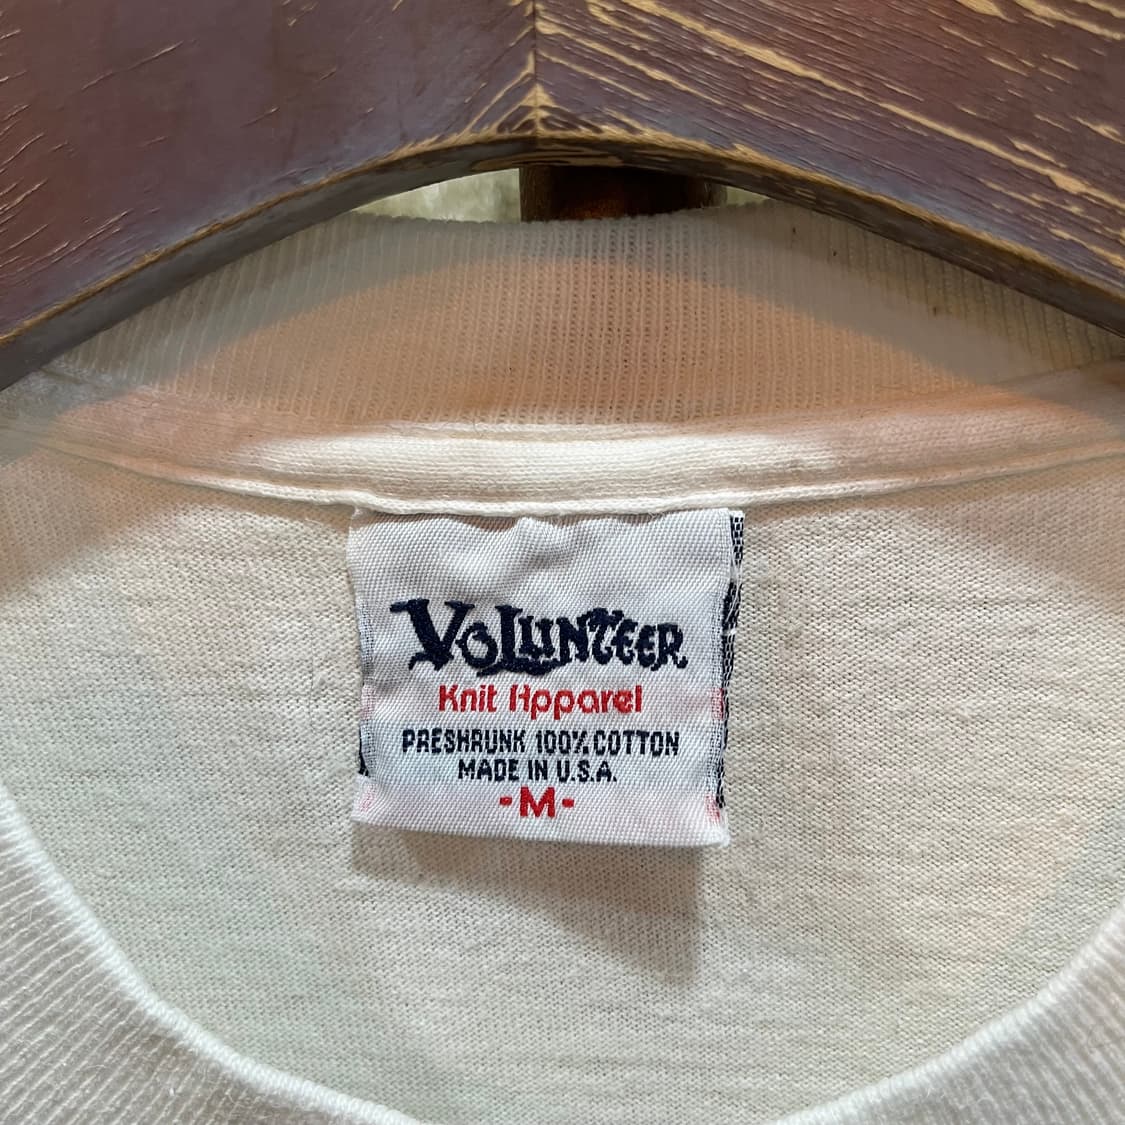 VOLUNTEER
Knit Apparel
PRESHRUNK 100% COTTON
MADE IN U.S.A.
-M-